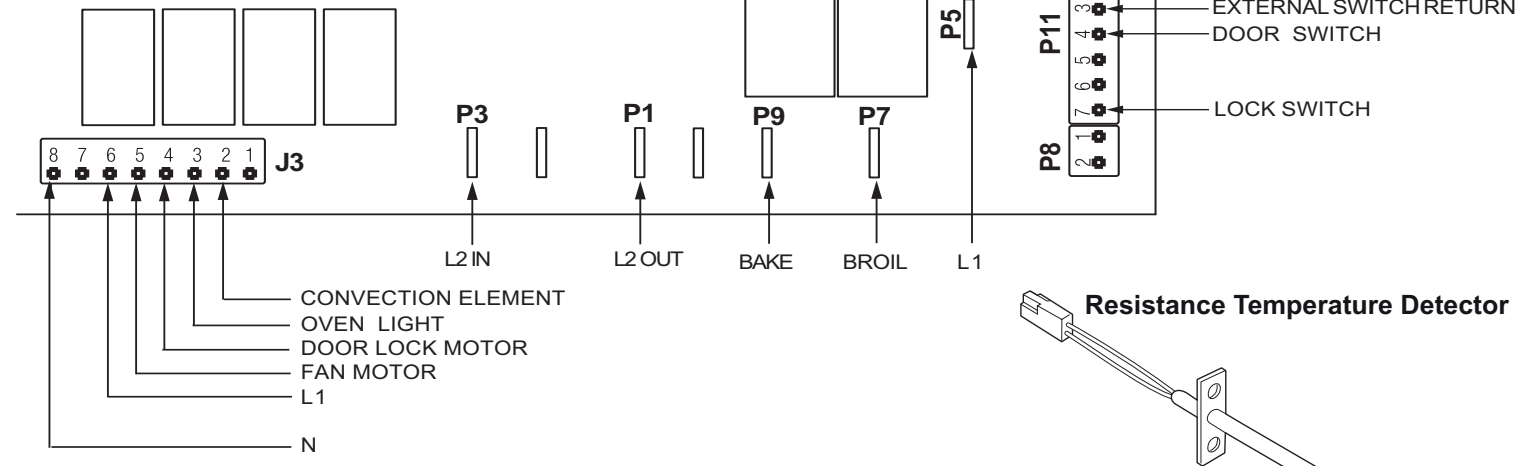 EXTERNAL SWITCH RETURN
P5
P11
3
4
DOOR SWITCH
5
6
7
LOCK SWITCH
P3
P1
P9
P7
P8
1
2
8 7 6 5 4 3 2 1
J3
L2 IN
L2 OUT
BAKE
BROIL
L1
CONVECTION ELEMENT
OVEN LIGHT
DOOR LOCK MOTOR
FAN MOTOR
L1
N
Resistance Temperature Detector